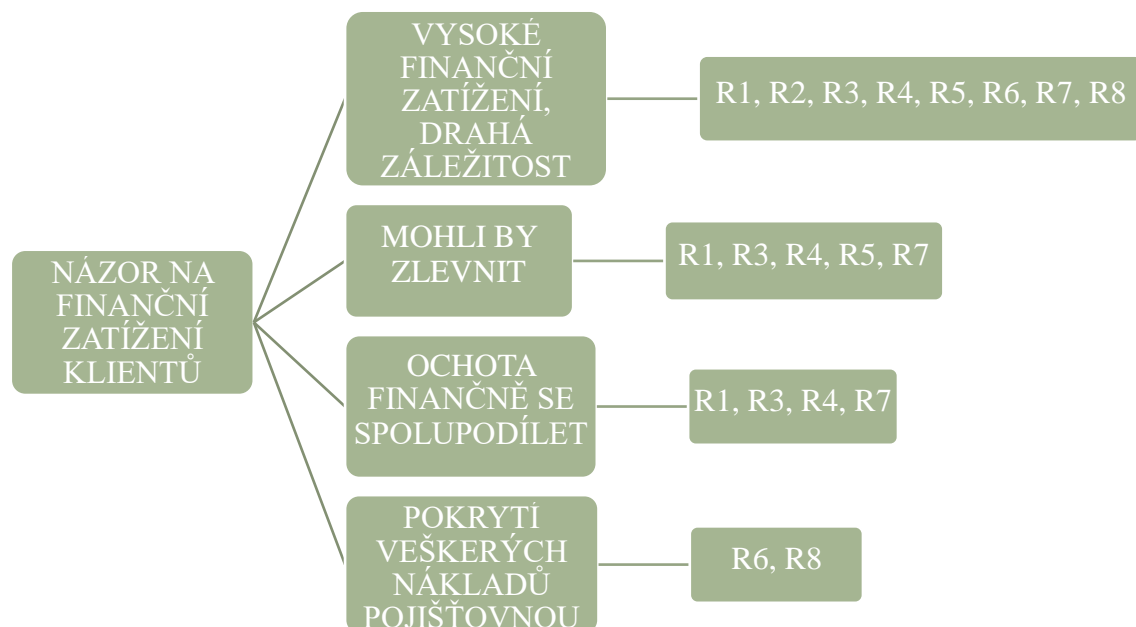 VYSOKÉ
FINANČNÍ
ZATÍŽENÍ,
DRAHÁ
ZÁLEŽITOST
R1, R2, R3, R4, R5, R6, R7, R8
MOHLI BY
ZLEVNIT
R1, R3, R4, R5, R7
NÁZOR NA
FINANČNÍ
ZATÍŽENÍ
KLIENTŮ
OCHOTA
FINANČNĚ SE
SPOLUPODÍLET
R1, R3, R4, R7
POKRYTÍ
VEŠKERÝCH
NÁKLADŮ
POJIŠŤOVNOU
R6, R8